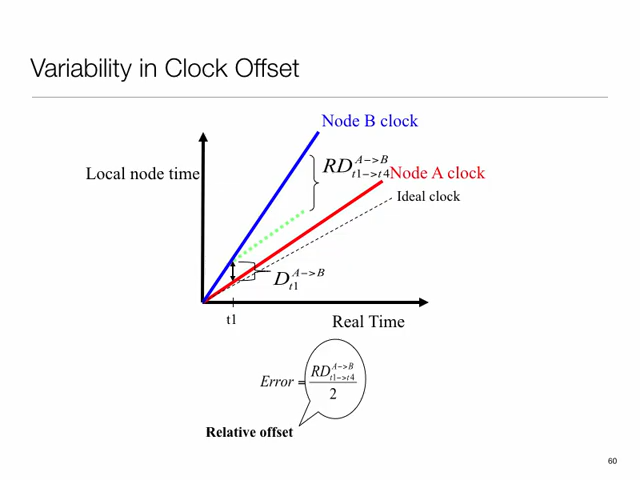 Variability in Clock Offset
Node B clock
Local node time
RD^{A->B}_{t1->t4}
Node A clock
Ideal clock
D^{A->B}_{t1}
t1
Real Time
Error = RD^{A->B}_{t1->t4} / 2
Relative offset
60